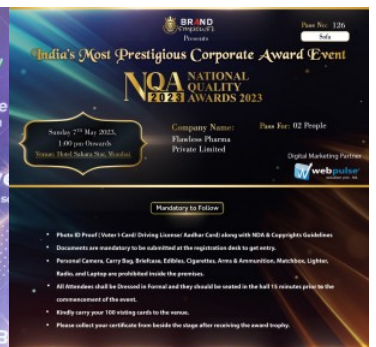 BRAND
empower
Presents
Pass No: 126
Sofa
India's Most Prestigious Corporate Award Event
NQA NATIONAL
QUALITY
2023 AWARDS 2023
Sunday 7TH May 2023,
1.00 pm Onwards
Venue: Hotel Sahara Star, Mumbai
Company Name:
Flawless Pharma
Private Limited
Pass For: 02 People
Digital Marketing Partner
webpulse
Mandatory to Follow
• Photo ID Proof (Voter I-Card/ Driving License/ Aadhar Card) along with NDA & Copyrights Guidelines
• Documents are mandatory to be submitted at the registration desk to get entry.
• Personal Camera, Carry Bag, Briefcase, Edibles, Cigarettes, Arms & Ammunition, Matchbox, Lighter,
Radio, and Laptop are prohibited inside the premises.
• All Attendees shall be Dressed in Formal and they should be seated in the hall 15 minutes prior to the
commencement of the event.
• Kindly carry your 100 visiting cards to the venue.
• Please collect your certificate from beside the stage after receiving the award trophy.